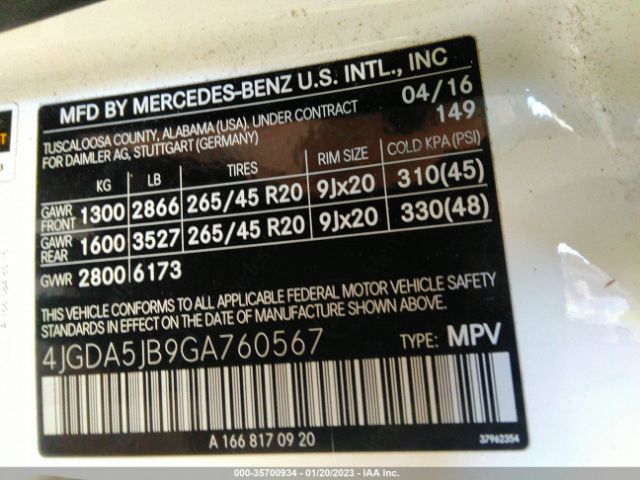 MFD BY MERCEDES-BENZ U.S. INTL., INC
TUSCALOOSA COUNTY, ALABAMA (USA). UNDER CONTRACT 04/16
FOR DAIMLER AG, STUTTGART (GERMANY) 149
KG LB TIRES RIM SIZE COLD KPA (PSI)
GAWR FRONT 1300 2866 265/45 R20 9Jx20 310(45)
GAWR REAR 1600 3527 265/45 R20 9Jx20 330(48)
GVWR 2800 6173
THIS VEHICLE CONFORMS TO ALL APPLICABLE FEDERAL MOTOR VEHICLE SAFETY
STANDARDS IN EFFECT ON THE DATE OF MANUFACTURE SHOWN ABOVE.
4JGDA5JB9GA760567 TYPE: MPV
A 166 817 09 20
37962354
000-35700934 - 01/20/2023 - IAA Inc.